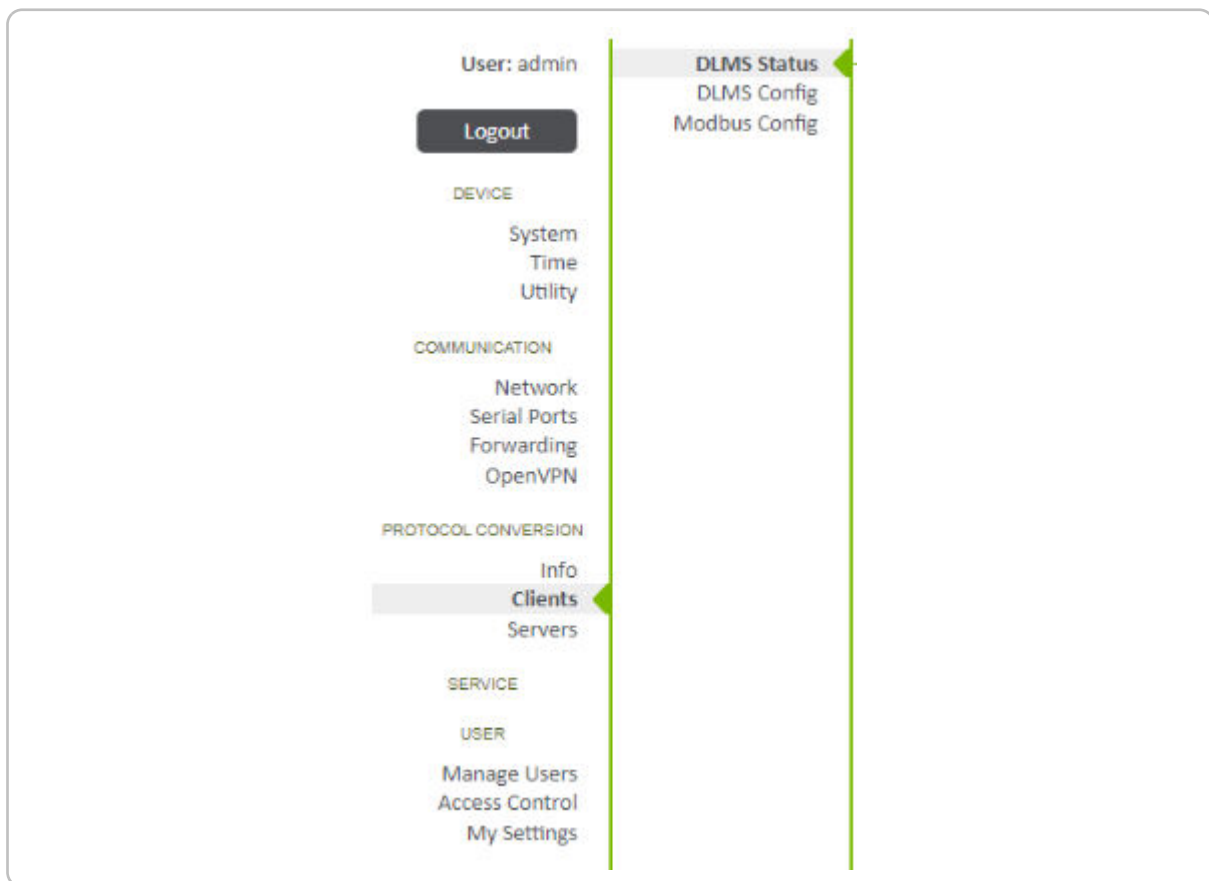 User: admin
Logout
DEVICE
System
Time
Utility
COMMUNICATION
Network
Serial Ports
Forwarding
OpenVPN
PROTOCOL CONVERSION
Info
Clients
Servers
SERVICE
USER
Manage Users
Access Control
My Settings
DLMS Status
DLMS Config
Modbus Config